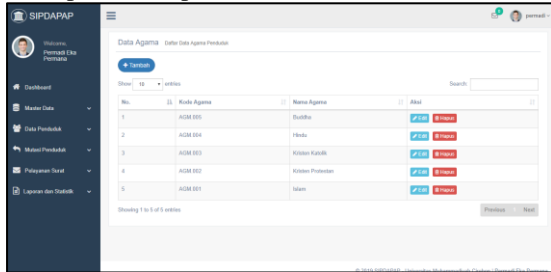 SIPDAPAP
permadi
Welcome,
Permadi Eka
Permana
Dashboard
Master Data
Data Penduduk
Mutasi Penduduk
Pelayanan Surat
Laporan dan Statistik
Data Agama Daftar Data Agama Penduduk
+ Tambah
Show 10 entries
Search:
No. Kode Agama Nama Agama Aksi
1 AGM.005 Buddha Edit Hapus
2 AGM.004 Hindu Edit Hapus
3 AGM.003 Kristen Katolik Edit Hapus
4 AGM.002 Kristen Protestan Edit Hapus
5 AGM.001 Islam Edit Hapus
Showing 1 to 5 of 5 entries
Previous Next